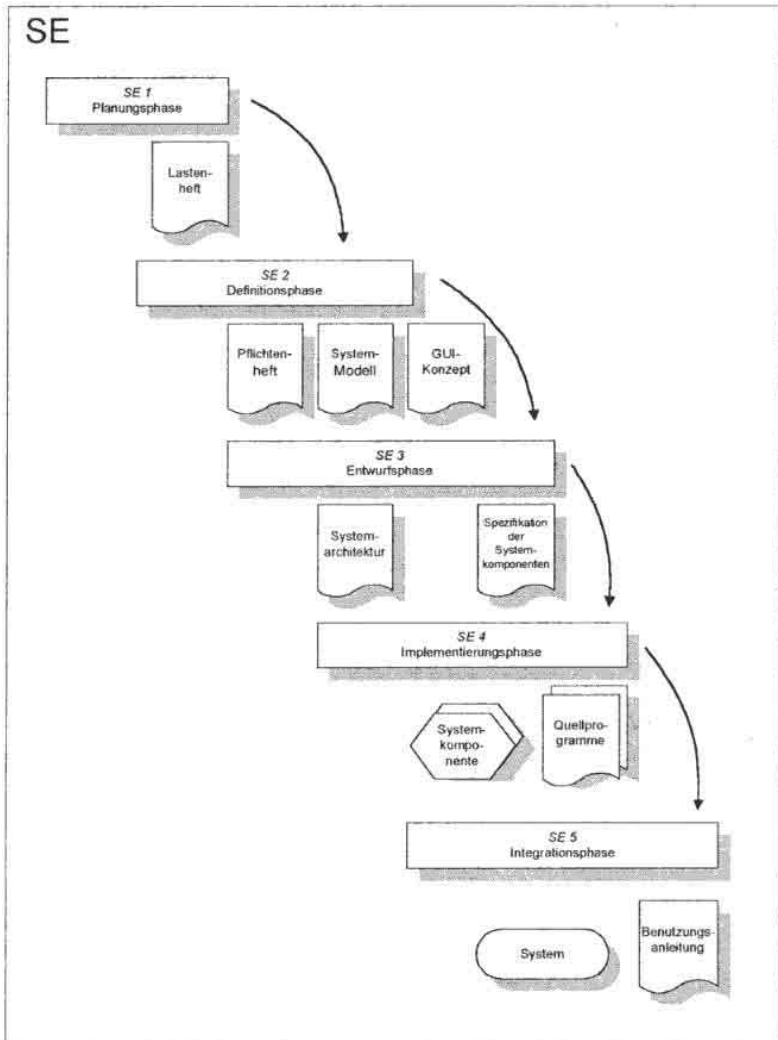 SE
SE 1
Planungsphase
Lasten-
heft
SE 2
Definitionsphase
Pflichten-
heft
System-
Modell
GUI-
Konzept
SE 3
Entwurfsphase
System-
architektur
Spezifikation
der
System-
komponenten
SE 4
Implementierungsphase
System-
kompo-
nente
Quellpro-
gramme
SE 5
Integrationsphase
System
Benutzungs-
anleitung